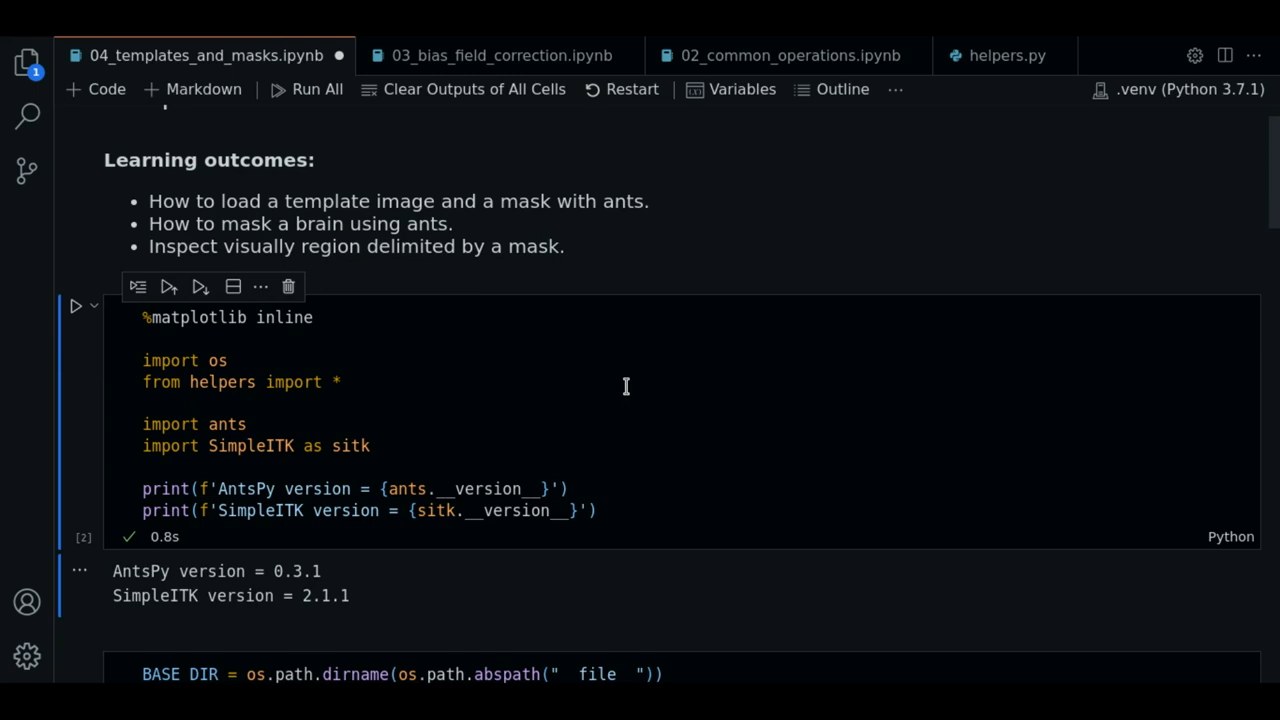 04_templates_and_masks.ipynb 03_bias_field_correction.ipynb 02_common_operations.ipynb helpers.py
1
Code Markdown Run All Clear Outputs of All Cells Restart Variables Outline .venv (Python 3.7.1)
Learning outcomes:
• How to load a template image and a mask with ants.
• How to mask a brain using ants.
• Inspect visually region delimited by a mask.
%matplotlib inline
import os
from helpers import *
import ants
import SimpleITK as sitk
print(f'AntsPy version = {ants.__version__}')
print(f'SimpleITK version = {sitk.__version__}')
[2] 0.8s Python
AntsPy version = 0.3.1
SimpleITK version = 2.1.1
BASE_DIR = os.path.dirname(os.path.abspath("__file__"))